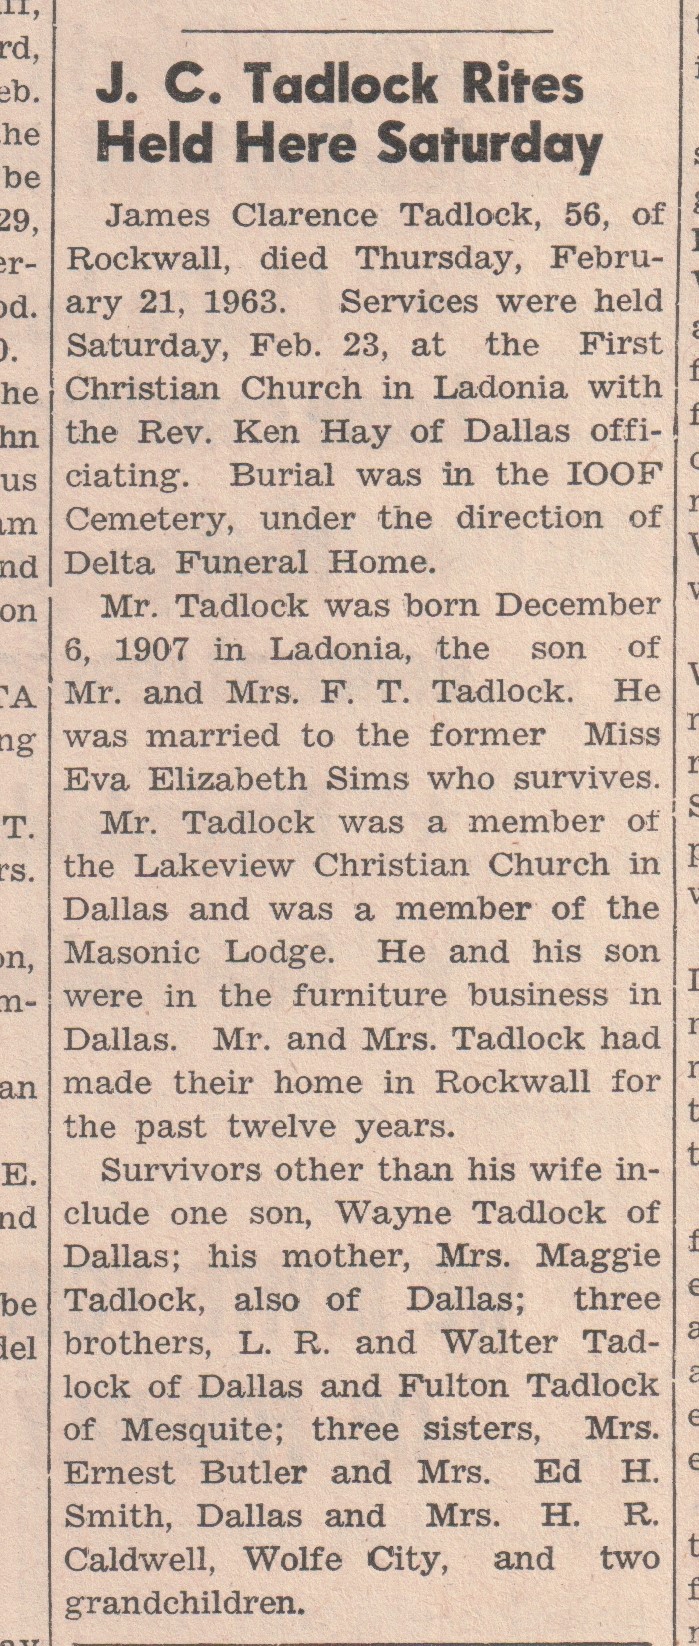 J. C. Tadlock Rites
Held Here Saturday
James Clarence Tadlock, 56, of
Rockwall, died Thursday, Febru-
ary 21, 1963. Services were held
Saturday, Feb. 23, at the First
Christian Church in Ladonia with
the Rev. Ken Hay of Dallas offi-
ciating. Burial was in the IOOF
Cemetery, under the direction of
Delta Funeral Home.
Mr. Tadlock was born December
6, 1907 in Ladonia, the son of
Mr. and Mrs. F. T. Tadlock. He
was married to the former Miss
Eva Elizabeth Sims who survives.
Mr. Tadlock was a member of
the Lakeview Christian Church in
Dallas and was a member of the
Masonic Lodge. He and his son
were in the furniture business in
Dallas. Mr. and Mrs. Tadlock had
made their home in Rockwall for
the past twelve years.
Survivors other than his wife in-
clude one son, Wayne Tadlock of
Dallas; his mother, Mrs. Maggie
Tadlock, also of Dallas; three
brothers, L. R. and Walter Tad-
lock of Dallas and Fulton Tadlock
of Mesquite; three sisters, Mrs.
Ernest Butler and Mrs. Ed H.
Smith, Dallas and Mrs. H. R.
Caldwell, Wolfe City, and two
grandchildren.